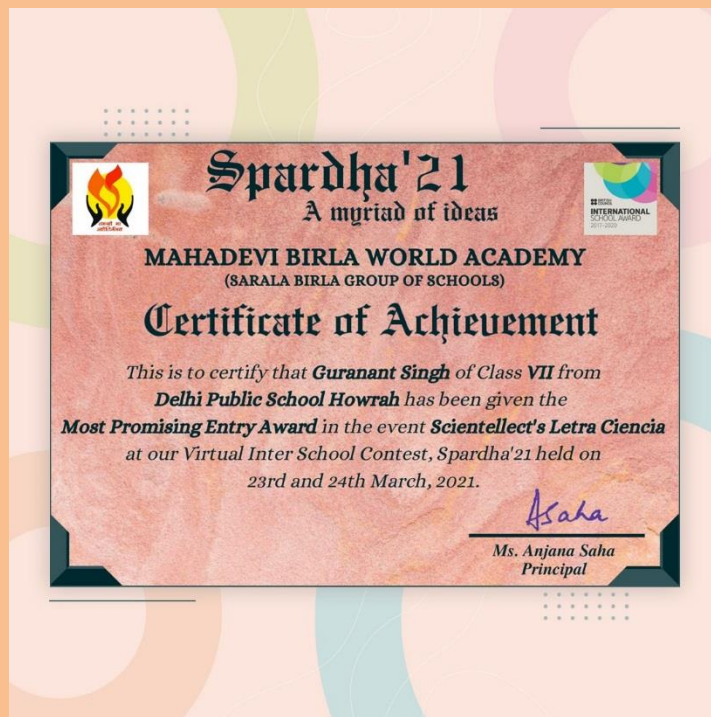 Spardha'21
A myriad of ideas
BRITISH COUNCIL
INTERNATIONAL
SCHOOL AWARD
2017-2020
MAHADEVI BIRLA WORLD ACADEMY
(SARALA BIRLA GROUP OF SCHOOLS)
Certificate of Achievement
This is to certify that Guranant Singh of Class VII from
Delhi Public School Howrah has been given the
Most Promising Entry Award in the event Scientellect's Letra Ciencia
at our Virtual Inter School Contest, Spardha'21 held on
23rd and 24th March, 2021.
ASaha
Ms. Anjana Saha
Principal